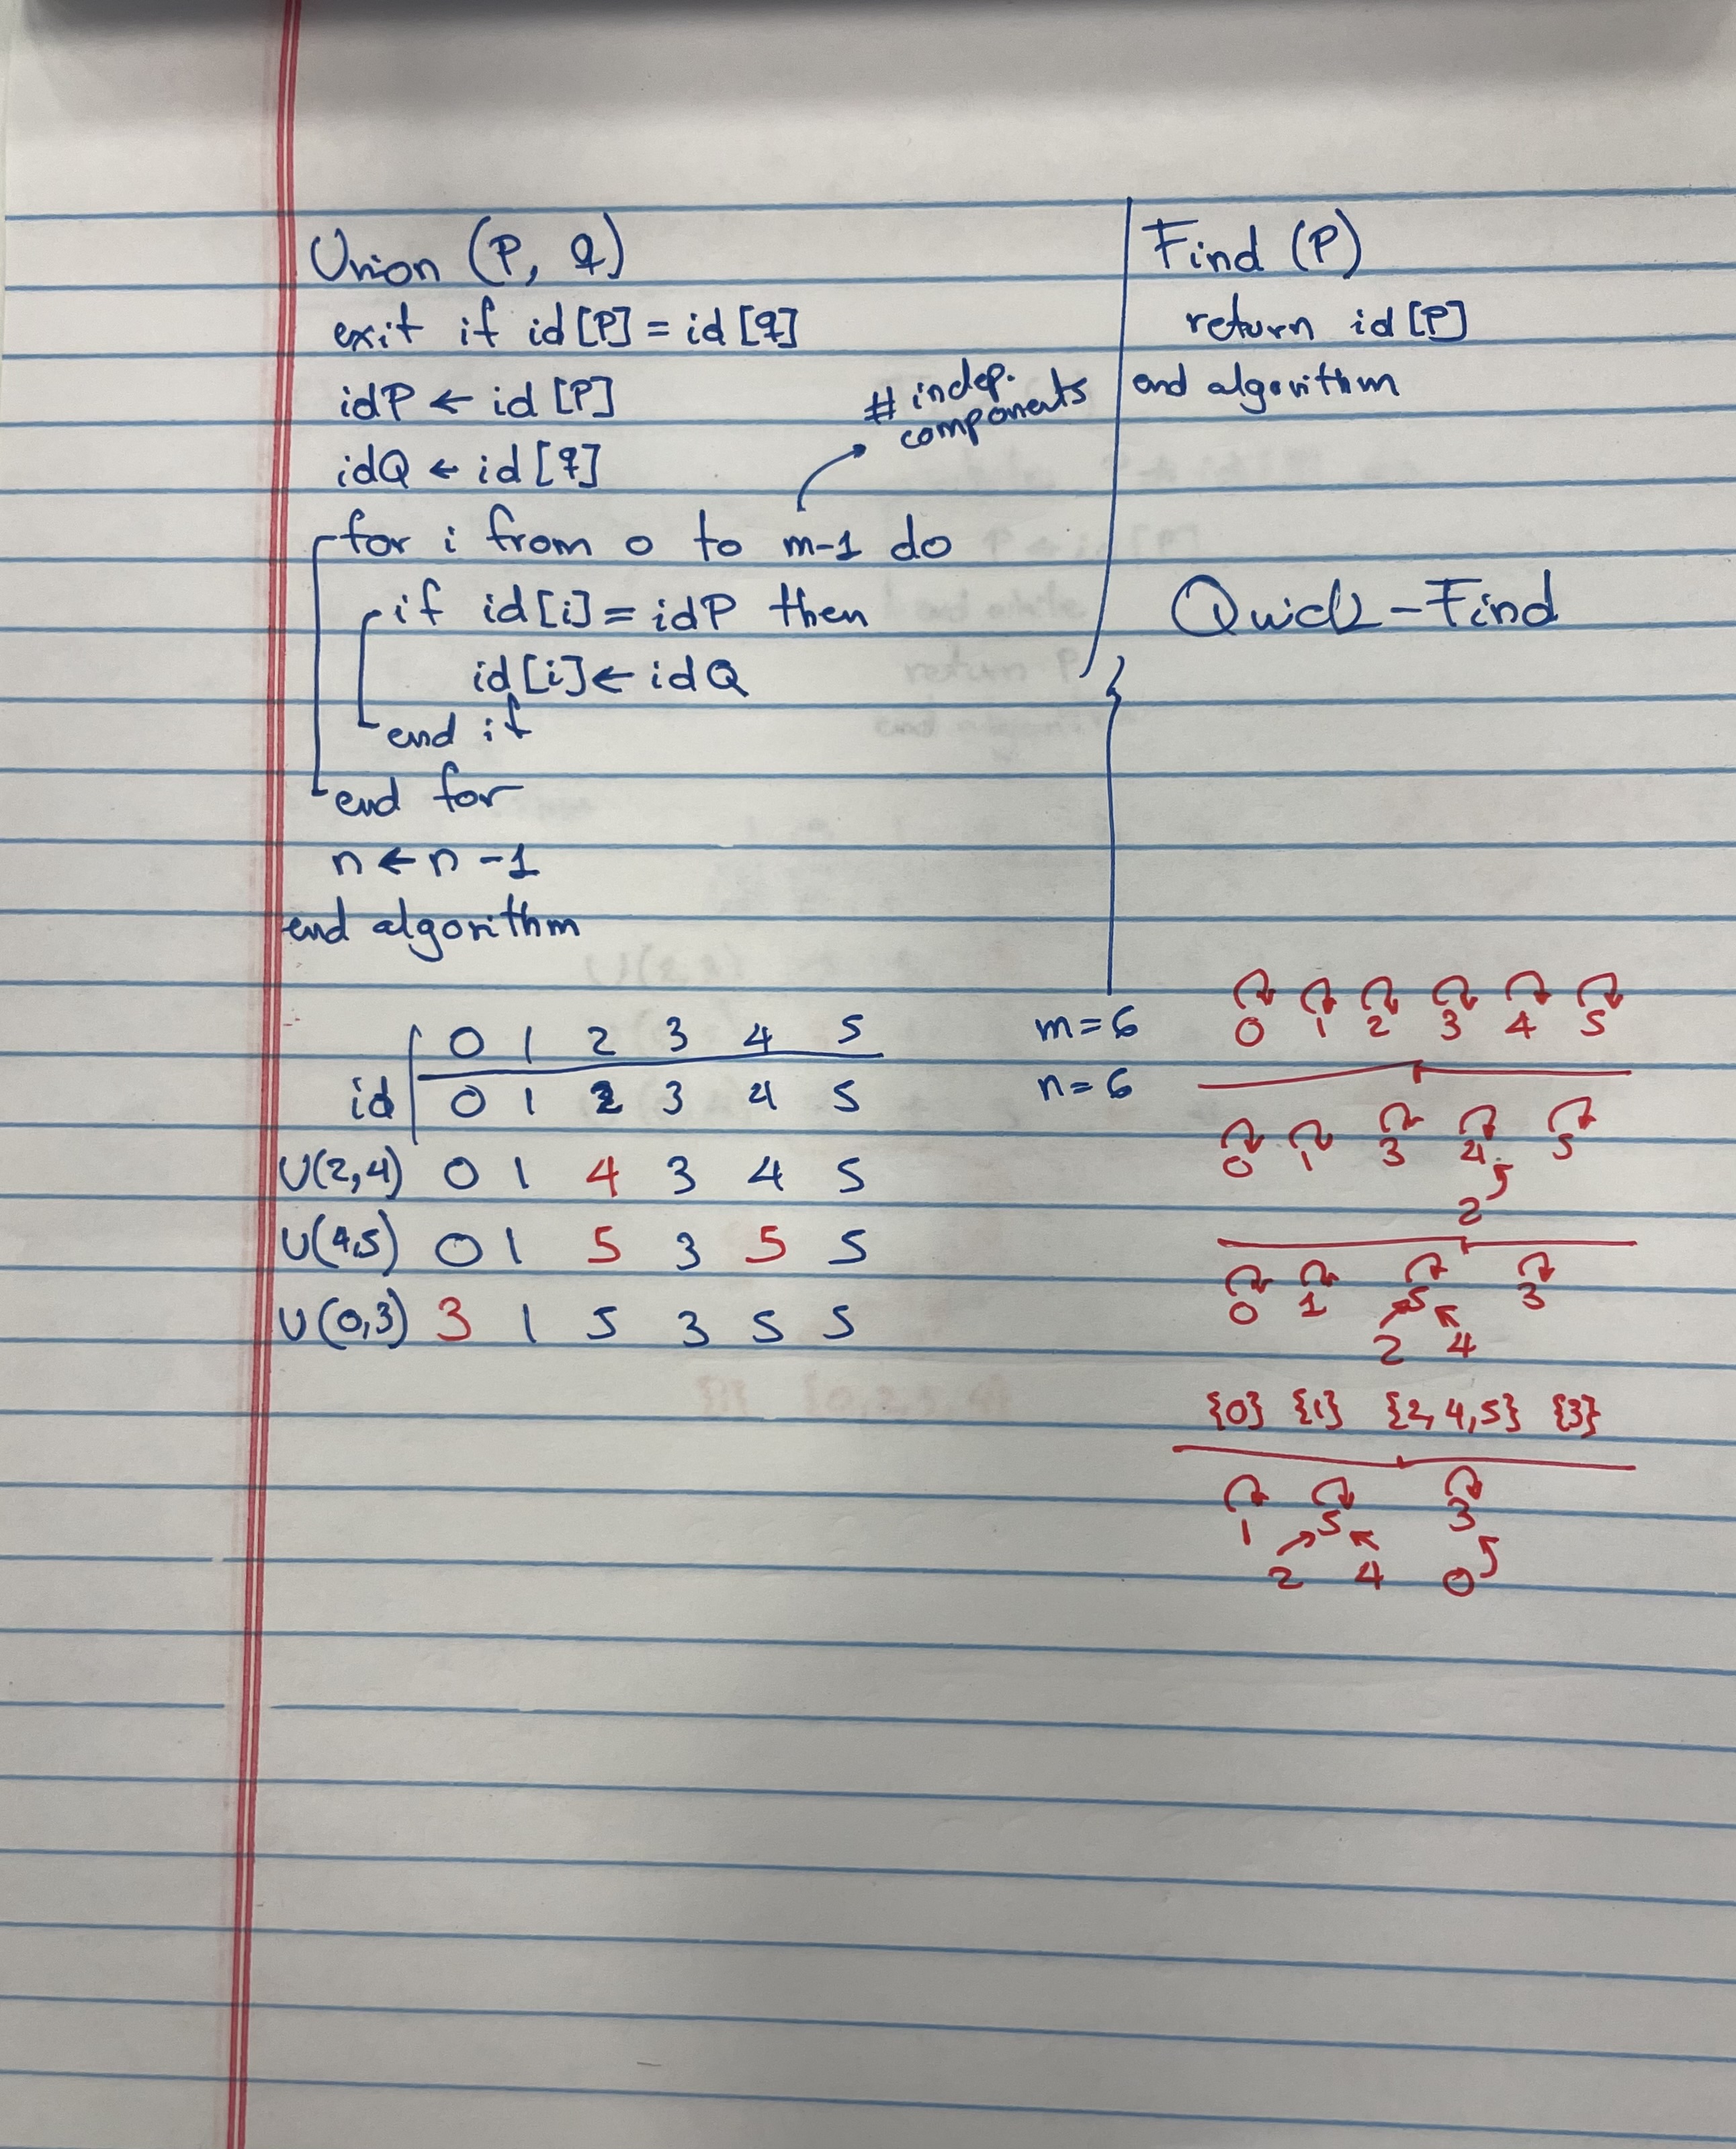 Union (P, q)
exit if id[P] = id[q]
idP ← id[P]
idQ ← id[q]
for i from 0 to m-1 do
# indep. components
if id[i] = idP then
id[i] ← idQ
end if
end for
n ← n - 1
end algorithm
Find (P)
return id[P]
end algorithm
Quick-Find
0 1 2 3 4 5
id 0 1 2 3 4 5
U(2,4) 0 1 4 3 4 5
U(4,5) 0 1 5 3 5 5
U(0,3) 3 1 5 3 5 5
m = 6
n = 6
0 1 2 3 4 5
0 1 3 4 5
2
0 1 5 3
2 4
{0} {1} {2,4,5} {3}
1 5 3
2 4 0